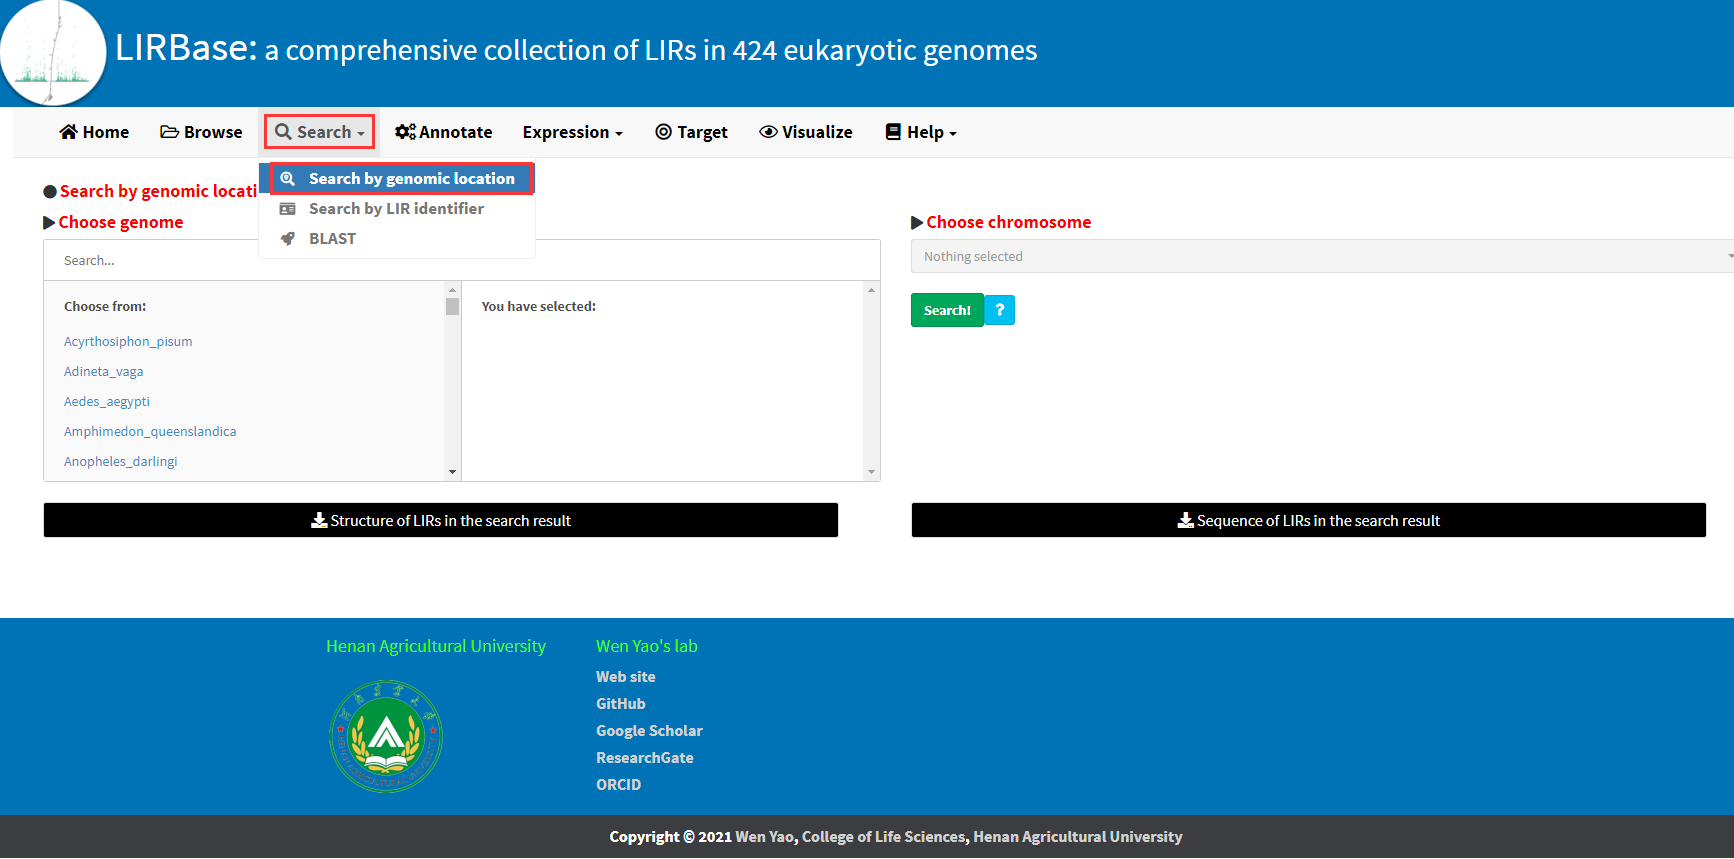 LIRBase: a comprehensive collection of LIRs in 424 eukaryotic genomes
Home Browse Search Annotate Expression Target Visualize Help
Search by genomic location
Search by LIR identifier
BLAST
Search by genomic locati
Choose genome
Search...
Choose from:
Acyrthosiphon_pisum
Adineta_vaga
Aedes_aegypti
Amphimedon_queenslandica
Anopheles_darlingi
You have selected:
Choose chromosome
Nothing selected
Search! ?
Structure of LIRs in the search result
Sequence of LIRs in the search result
Henan Agricultural University
Wen Yao's lab
Web site
GitHub
Google Scholar
ResearchGate
ORCID
Copyright © 2021 Wen Yao, College of Life Sciences, Henan Agricultural University